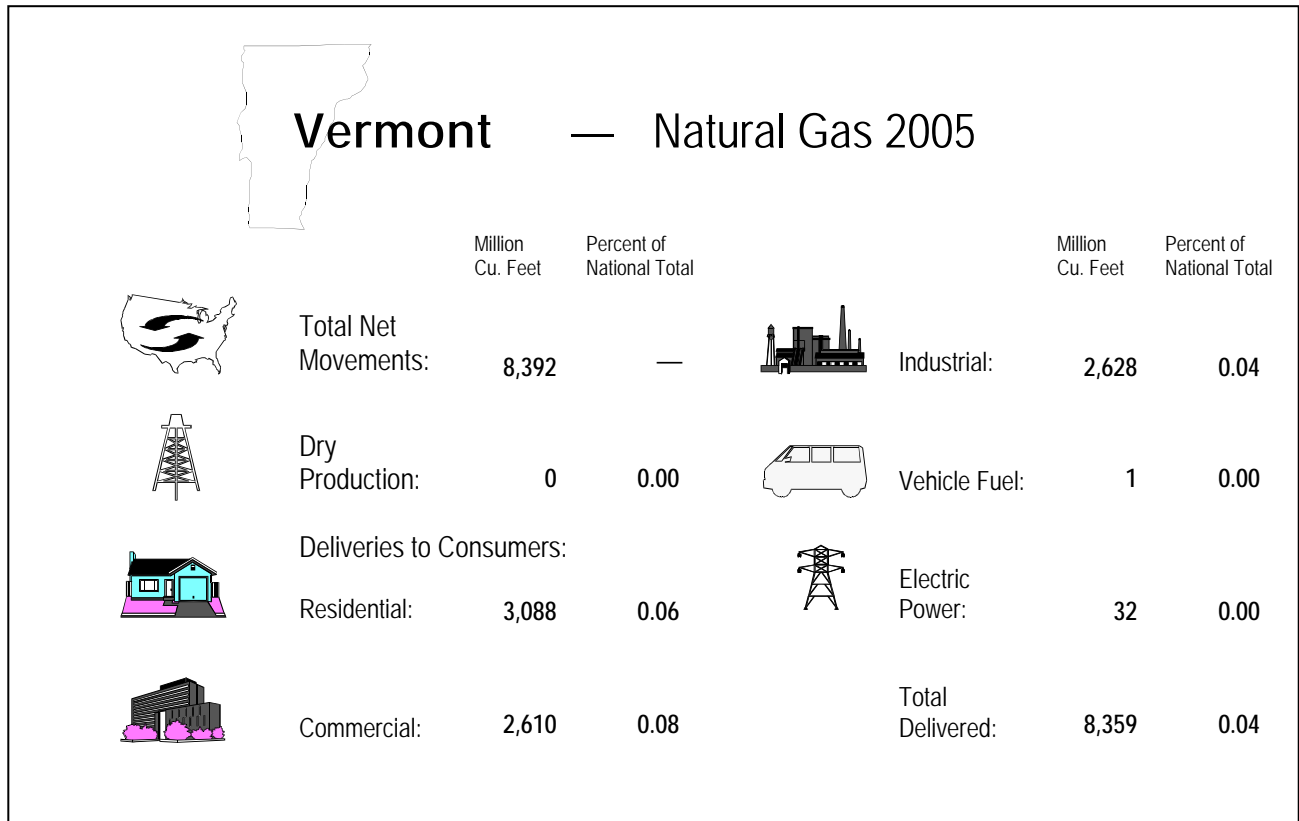 Vermont — Natural Gas 2005
Million
Cu. Feet
Percent of
National Total
Total Net
Movements: 8,392 —
Dry
Production: 0 0.00
Deliveries to Consumers:
Residential: 3,088 0.06
Commercial: 2,610 0.08
Million
Cu. Feet
Percent of
National Total
Industrial: 2,628 0.04
Vehicle Fuel: 1 0.00
Electric
Power: 32 0.00
Total
Delivered: 8,359 0.04